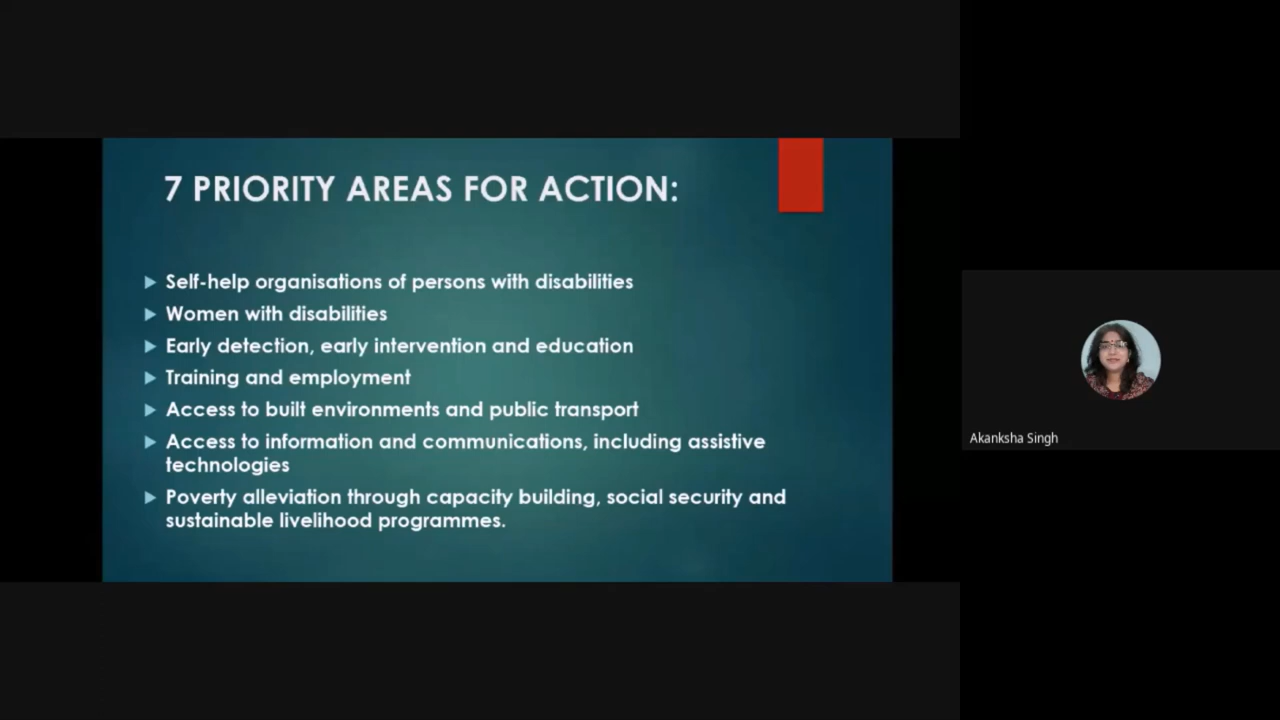 7 PRIORITY AREAS FOR ACTION:
Self-help organisations of persons with disabilities
Women with disabilities
Early detection, early intervention and education
Training and employment
Access to built environments and public transport
Access to information and communications, including assistive
technologies
Poverty alleviation through capacity building, social security and
sustainable livelihood programmes.
Akanksha Singh